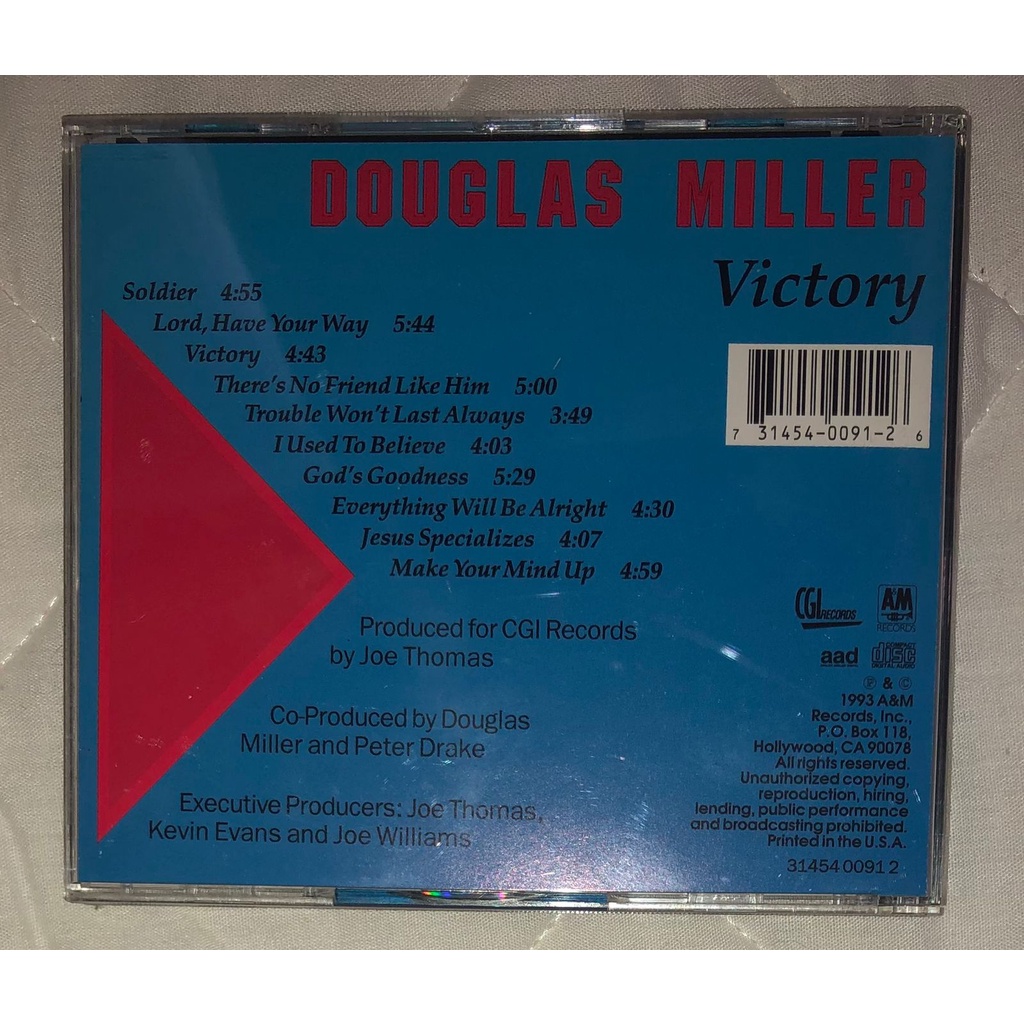 DOUGLAS MILLER
Victory
Soldier 4:55
Lord, Have Your Way 5:44
Victory 4:43
There's No Friend Like Him 5:00
Trouble Won't Last Always 3:49
I Used To Believe 4:03
God's Goodness 5:29
Everything Will Be Alright 4:30
Jesus Specializes 4:07
Make Your Mind Up 4:59
7 31454-0091-2 6
Produced for CGI Records
by Joe Thomas
Co-Produced by Douglas
Miller and Peter Drake
Executive Producers: Joe Thomas,
Kevin Evans and Joe Williams
CGI RECORDS
A&M
RECORDS
aad
COMPACT
disc
DIGITAL AUDIO
℗ & ©
1993 A&M
Records, Inc.,
P.O. Box 118,
Hollywood, CA 90078
All rights reserved.
Unauthorized copying,
reproduction, hiring,
lending, public performance
and broadcasting prohibited.
Printed in the U.S.A.
31454 0091 2